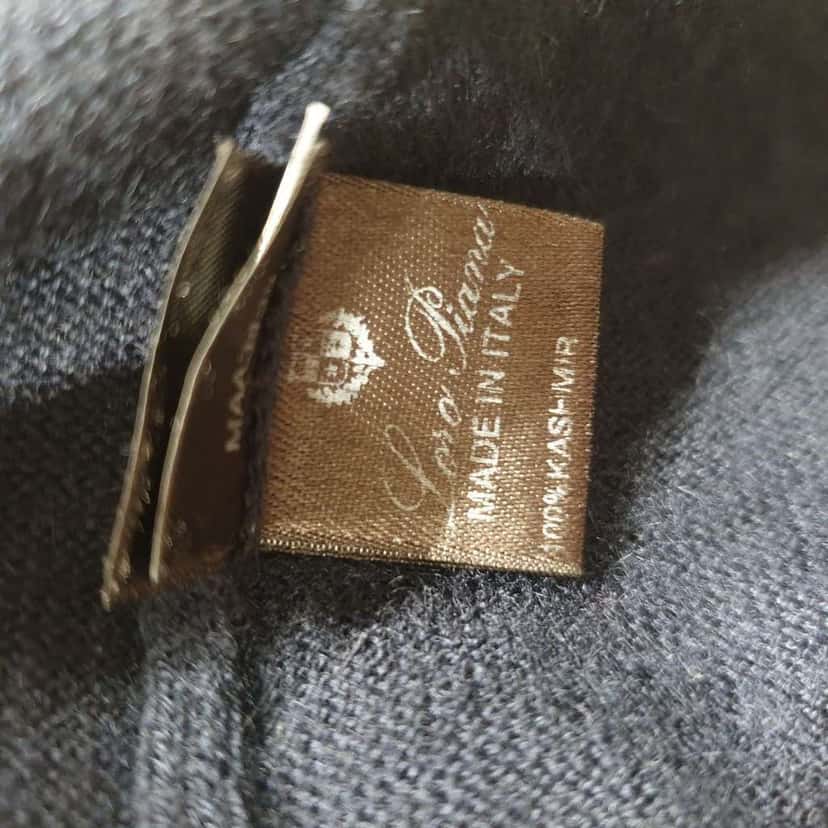 Loro Piana
MADE IN ITALY
100% KASHMIR